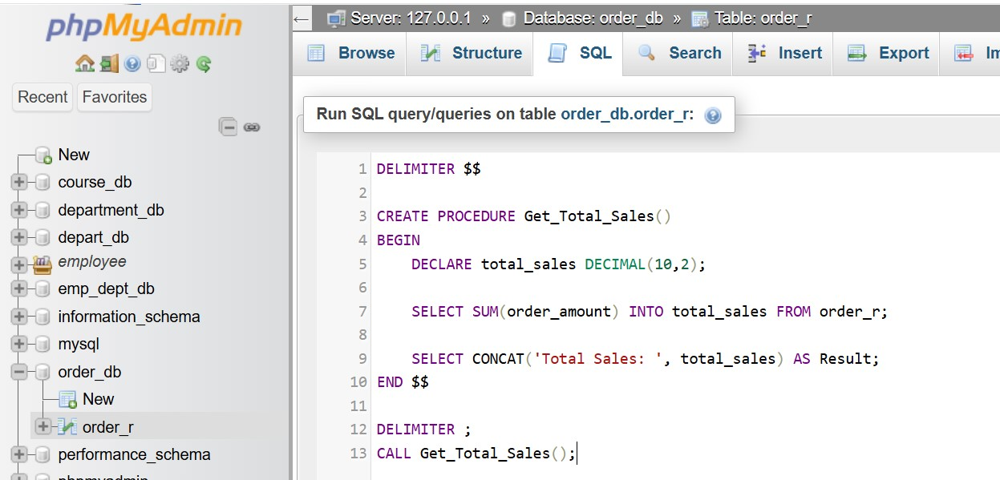 phpMyAdmin
Recent Favorites
New
course_db
department_db
depart_db
employee
emp_dept_db
information_schema
mysql
order_db
New
order_r
performance_schema
phpmyadmin
← Server: 127.0.0.1 » Database: order_db » Table: order_r
Browse Structure SQL Search Insert Export
Run SQL query/queries on table order_db.order_r:
1 DELIMITER $$
2
3 CREATE PROCEDURE Get_Total_Sales()
4 BEGIN
5     DECLARE total_sales DECIMAL(10,2);
6
7     SELECT SUM(order_amount) INTO total_sales FROM order_r;
8
9     SELECT CONCAT('Total Sales: ', total_sales) AS Result;
10 END $$
11
12 DELIMITER ;
13 CALL Get_Total_Sales();